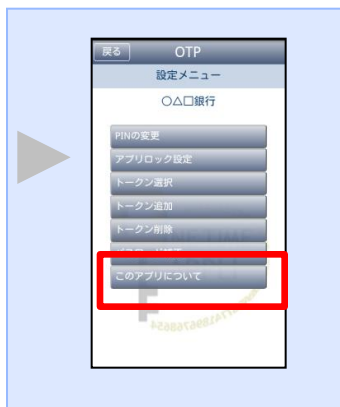 戻る OTP
設定メニュー
○△□銀行
PINの変更
アプリロック設定
トークン選択
トークン追加
トークン削除
このアプリについて